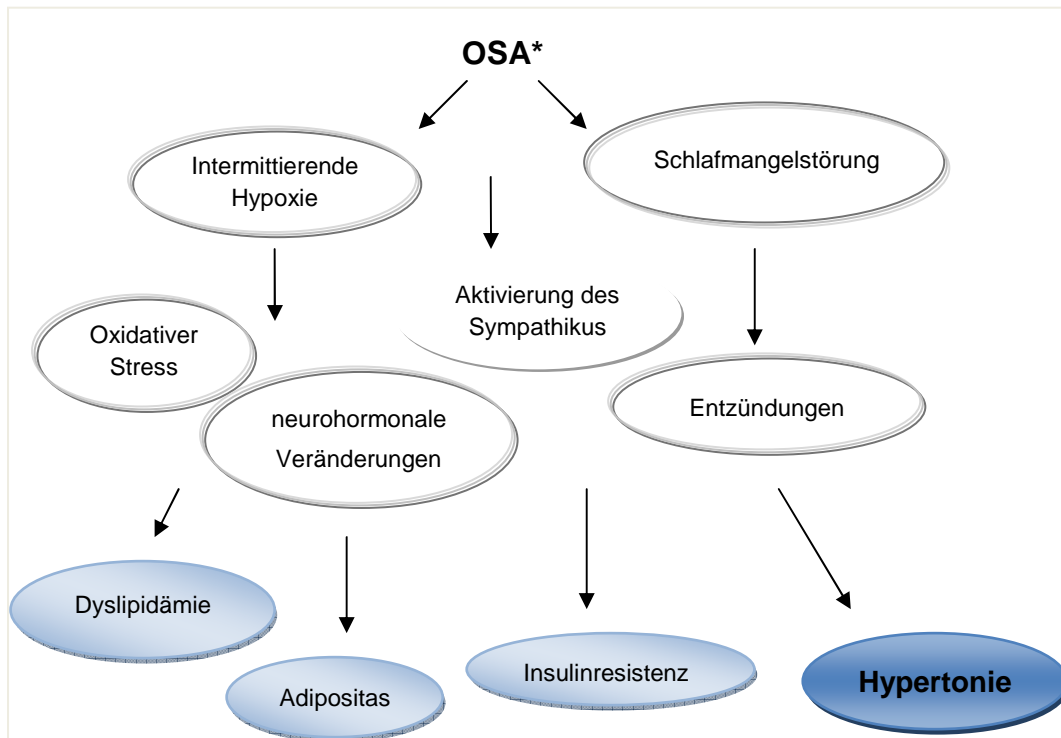 OSA*
Intermittierende
Hypoxie
Schlafmangelstörung
Aktivierung des
Sympathikus
Oxidativer
Stress
neurohormonale
Veränderungen
Entzündungen
Dyslipidämie
Adipositas
Insulinresistenz
Hypertonie